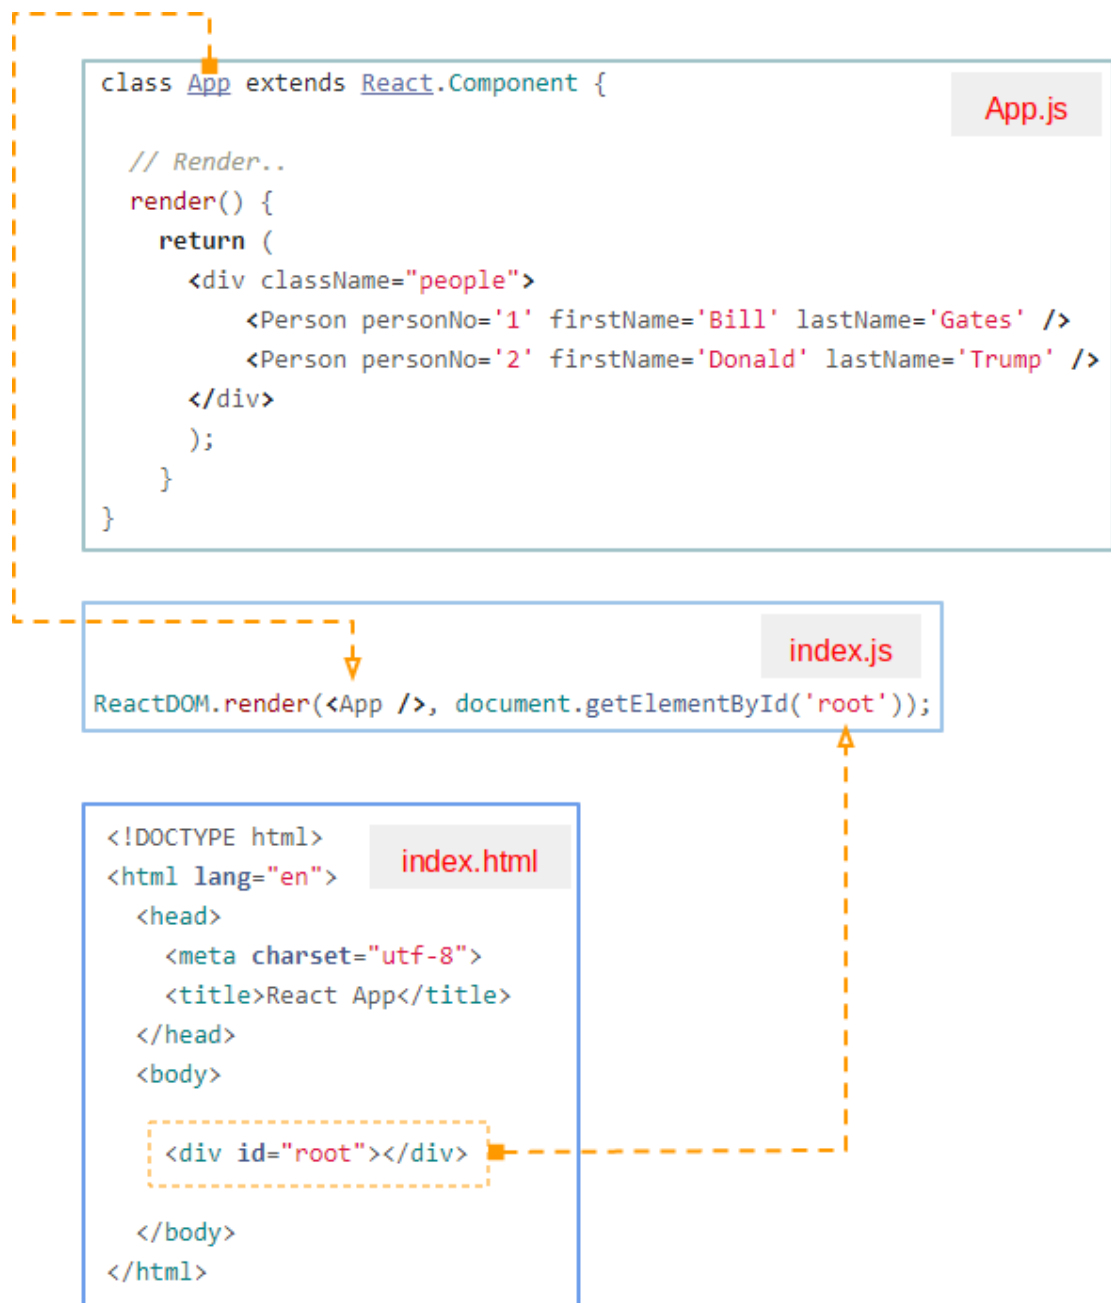 class App extends React.Component {
App.js
// Render..
render() {
return (
<div className="people">
<Person personNo='1' firstName='Bill' lastName='Gates' />
<Person personNo='2' firstName='Donald' lastName='Trump' />
</div>
);
}
}
index.js
ReactDOM.render(<App />, document.getElementById('root'));
<!DOCTYPE html>
index.html
<html lang="en">
<head>
<meta charset="utf-8">
<title>React App</title>
</head>
<body>
<div id="root"></div>
</body>
</html>